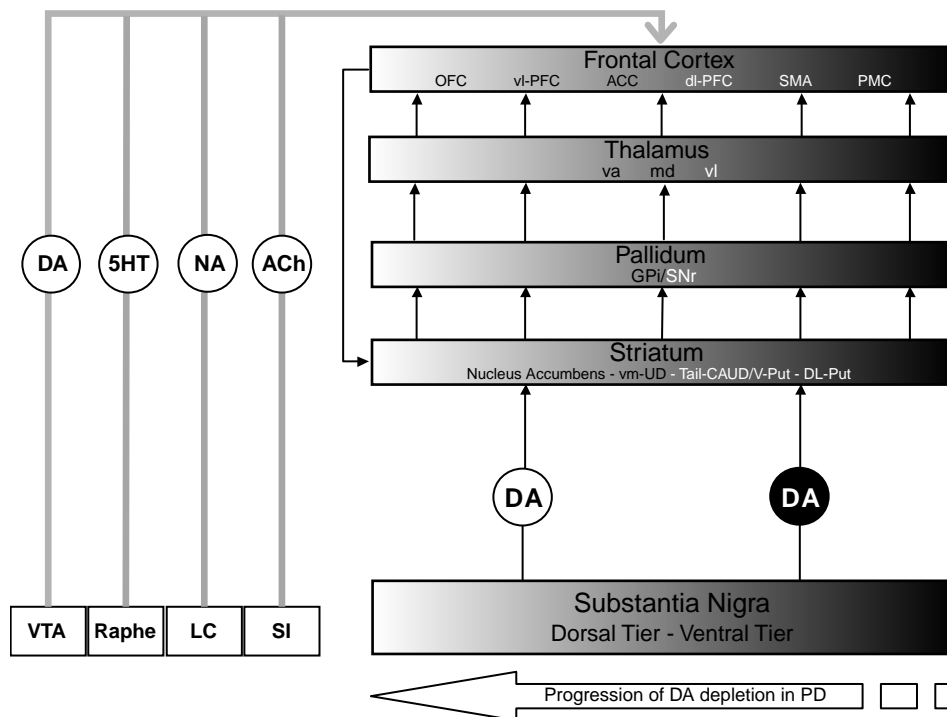 Frontal Cortex
OFC vl-PFC ACC dl-PFC SMA PMC
Thalamus
va md vl
DA 5HT NA ACh
Pallidum
GPi/SNr
Striatum
Nucleus Accumbens - vm-UD - Tail-CAUD/V-Put - DL-Put
DA DA
Substantia Nigra
Dorsal Tier - Ventral Tier
VTA Raphe LC SI
Progression of DA depletion in PD